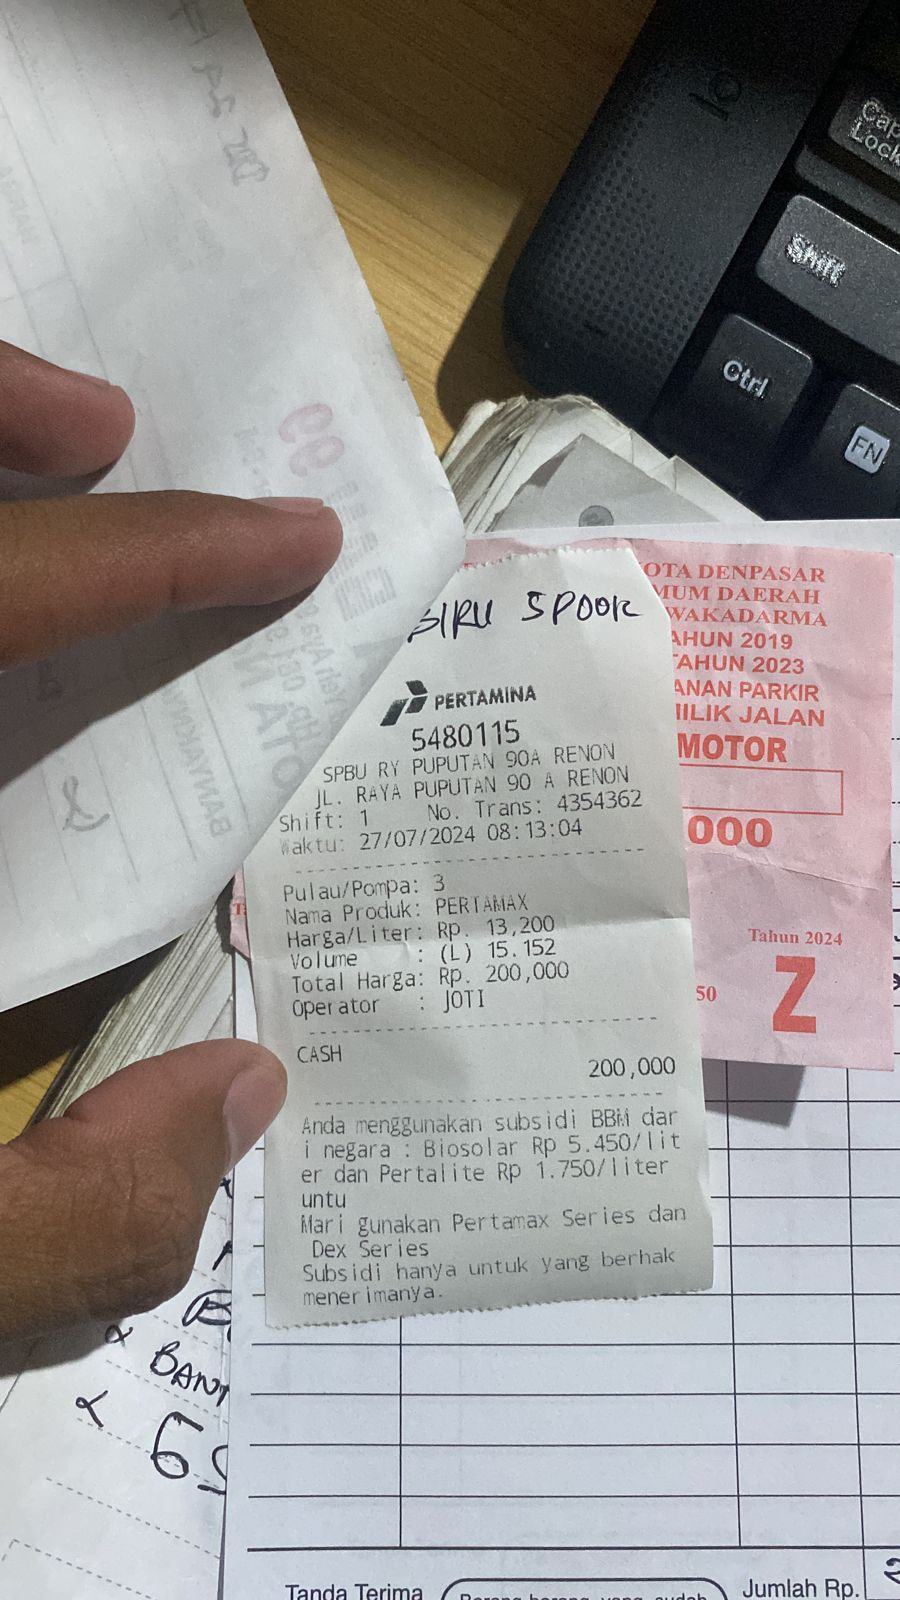 Caps
Lock
Shift
Ctrl
FN
BIRU SPOOR
PERTAMINA
5480115
SPBU RY PUPUTAN 90A RENON
JL. RAYA PUPUTAN 90 A RENON
Shift: 1 No. Trans: 4354362
Waktu: 27/07/2024 08:13:04
Pulau/Pompa: 3
Nama Produk: PERTAMAX
Harga/Liter: Rp. 13,200
Volume : (L) 15.152
Total Harga: Rp. 200,000
Operator : JOTI
CASH
200,000
Anda menggunakan subsidi BBM dar
i negara : Biosolar Rp 5.450/lit
er dan Pertalite Rp 1.750/liter
untu
Mari gunakan Pertamax Series dan
Dex Series
Subsidi hanya untuk yang berhak
menerimanya.
OTA DENPASAR
MUM DAERAH
WAKADARMA
AHUN 2019
TAHUN 2023
ANAN PARKIR
MILIK JALAN
MOTOR
000
Tahun 2024
50
Z
BANY
Tanda Terima
Jumlah Rp.